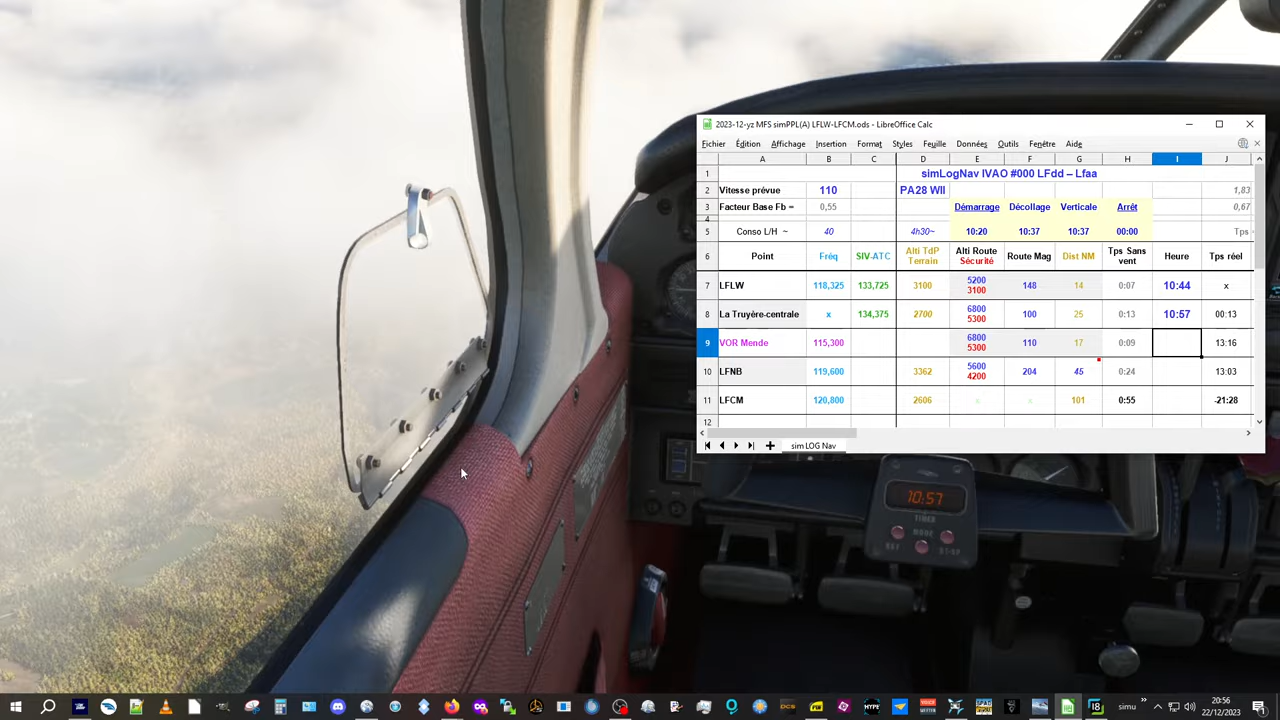 2023-12-yz MFS simPPL(A) LFLW-LFCM.ods - LibreOffice Calc
Fichier Édition Affichage Insertion Format Styles Feuille Données Outils Fenêtre Aide
A B C D E F G H I J
1 simLogNav IVAO #000 LFdd – Lfaa
2 Vitesse prévue 110 PA28 WII 1,83
3 Facteur Base Fb = 0,55 Démarrage Décollage Verticale Arrêt 0,67
4
5 Conso L/H ~ 40 4h30~ 10:20 10:37 10:37 00:00 Tps
6 Point Fréq SIV-ATC Alti TdP Terrain Alti Route Sécurité Route Mag Dist NM Tps Sans vent Heure Tps réel
7 LFLW 118,325 133,725 3100 5200 3100 148 14 0:07 10:44 x
8 La Truyère-centrale x 134,375 2700 6800 5300 100 25 0:13 10:57 00:13
9 VOR Mende 115,300 6800 5300 110 17 0:09 13:16
10 LFNB 119,600 3362 5600 4200 204 45 0:24 13:03
11 LFCM 120,800 2606 x x 101 0:55 -21:28
12
sim LOG Nav
10:57
TIMER
MODE
simu
20:56
22/12/2023